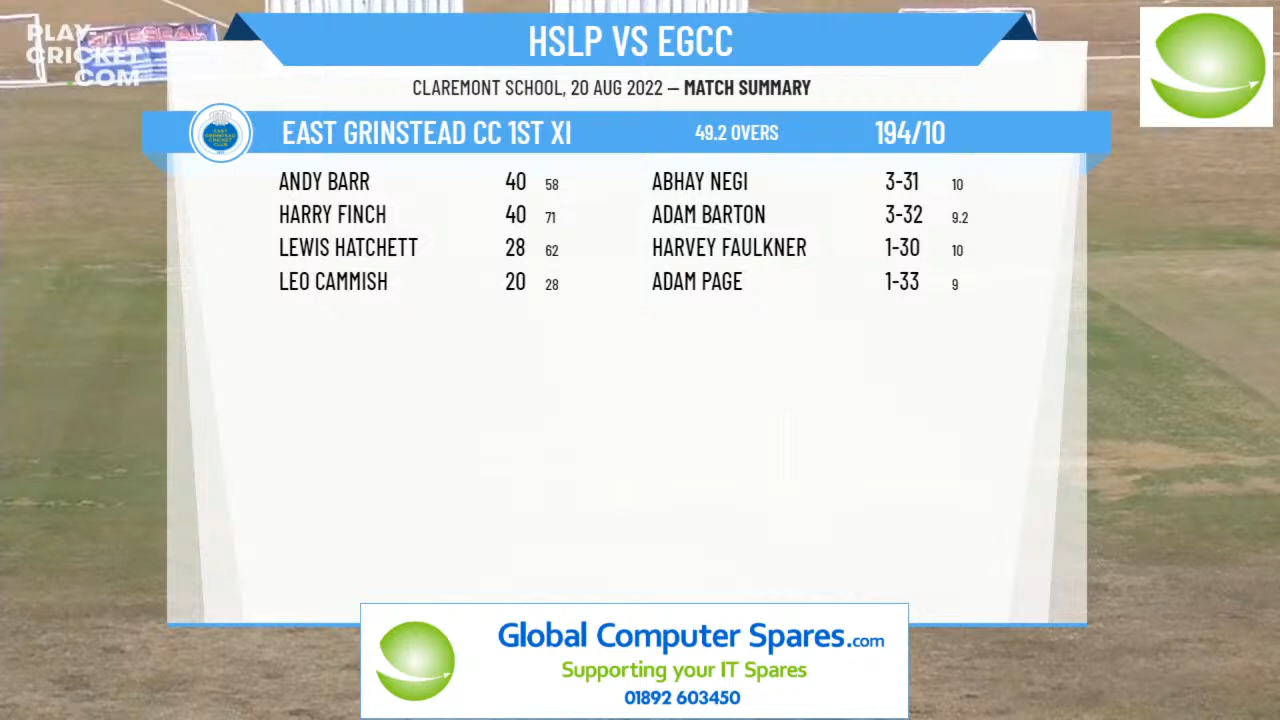 PLAY-
CRICKET
.COM
HSLP VS EGCC
CLAREMONT SCHOOL, 20 AUG 2022 – MATCH SUMMARY
EAST GRINSTEAD CC 1ST XI 49.2 OVERS 194/10
ANDY BARR 40 58 ABHAY NEGI 3-31 10
HARRY FINCH 40 71 ADAM BARTON 3-32 9.2
LEWIS HATCHETT 28 62 HARVEY FAULKNER 1-30 10
LEO CAMMISH 20 28 ADAM PAGE 1-33 9
Global Computer Spares.com
Supporting your IT Spares
01892 603450